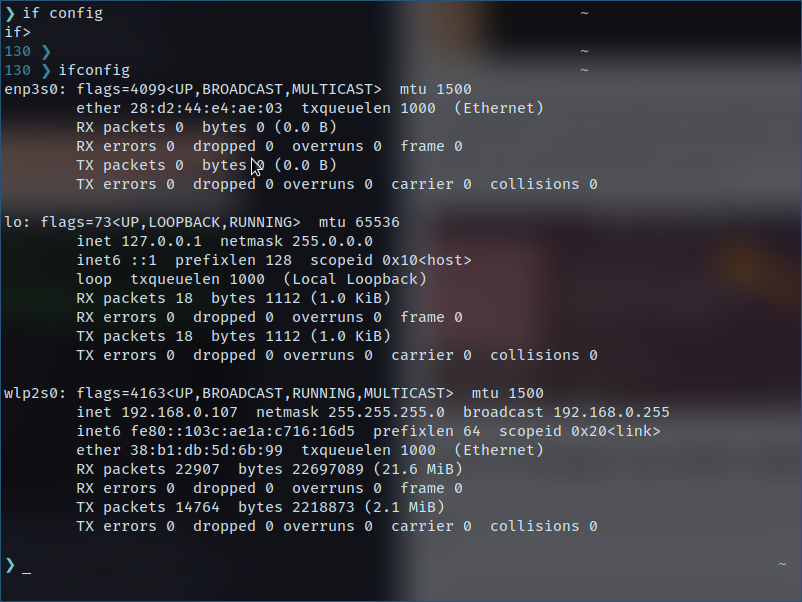 ❯ if config ~
if>
130 ❯ ~
130 ❯ ifconfig ~
enp3s0: flags=4099<UP,BROADCAST,MULTICAST>  mtu 1500
        ether 28:d2:44:e4:ae:03  txqueuelen 1000  (Ethernet)
        RX packets 0  bytes 0 (0.0 B)
        RX errors 0  dropped 0  overruns 0  frame 0
        TX packets 0  bytes 0 (0.0 B)
        TX errors 0  dropped 0 overruns 0  carrier 0  collisions 0

lo: flags=73<UP,LOOPBACK,RUNNING>  mtu 65536
        inet 127.0.0.1  netmask 255.0.0.0
        inet6 ::1  prefixlen 128  scopeid 0x10<host>
        loop  txqueuelen 1000  (Local Loopback)
        RX packets 18  bytes 1112 (1.0 KiB)
        RX errors 0  dropped 0  overruns 0  frame 0
        TX packets 18  bytes 1112 (1.0 KiB)
        TX errors 0  dropped 0 overruns 0  carrier 0  collisions 0

wlp2s0: flags=4163<UP,BROADCAST,RUNNING,MULTICAST>  mtu 1500
        inet 192.168.0.107  netmask 255.255.255.0  broadcast 192.168.0.255
        inet6 fe80::103c:ae1a:c716:16d5  prefixlen 64  scopeid 0x20<link>
        ether 38:b1:db:5d:6b:99  txqueuelen 1000  (Ethernet)
        RX packets 22907  bytes 22697089 (21.6 MiB)
        RX errors 0  dropped 0  overruns 0  frame 0
        TX packets 14764  bytes 2218873 (2.1 MiB)
        TX errors 0  dropped 0 overruns 0  carrier 0  collisions 0

❯ _ ~